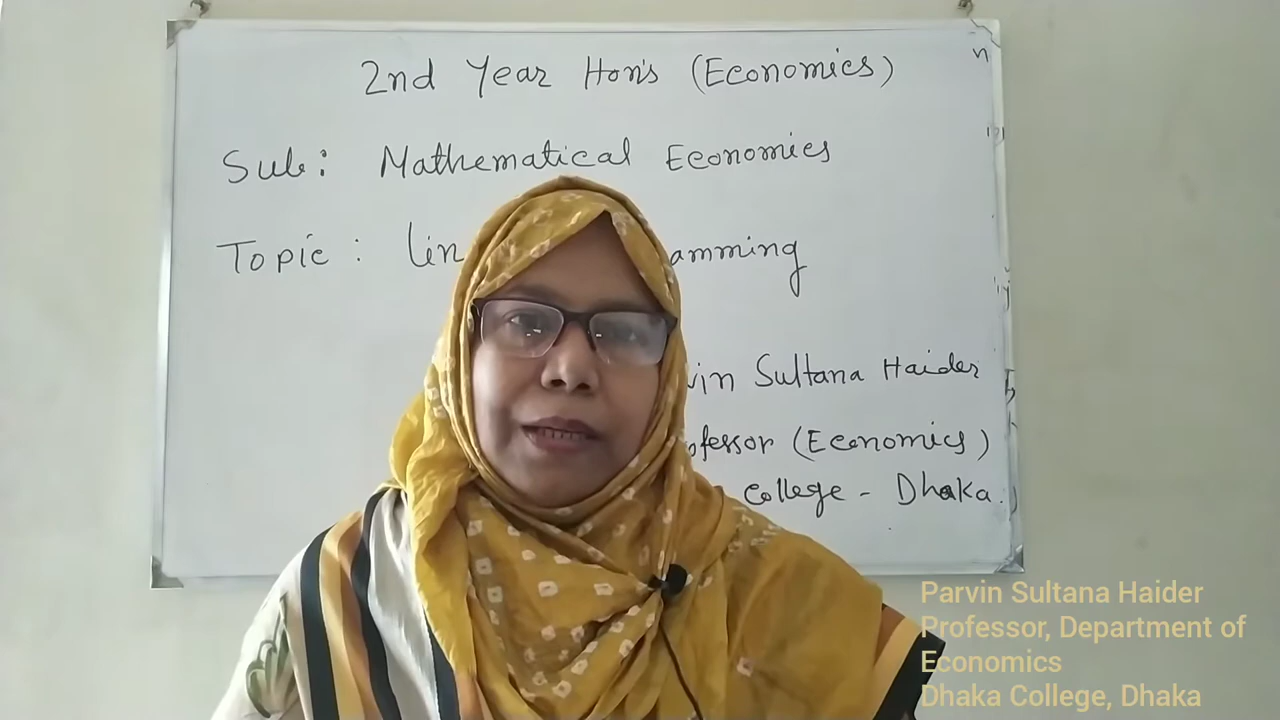 2nd Year Hon's (Economics)
Sub: Mathematical Economics
Topic : lin amming
vin Sultana Haider
ofessor (Economics)
College - Dhaka.
Parvin Sultana Haider
Professor, Department of
Economics
Dhaka College, Dhaka